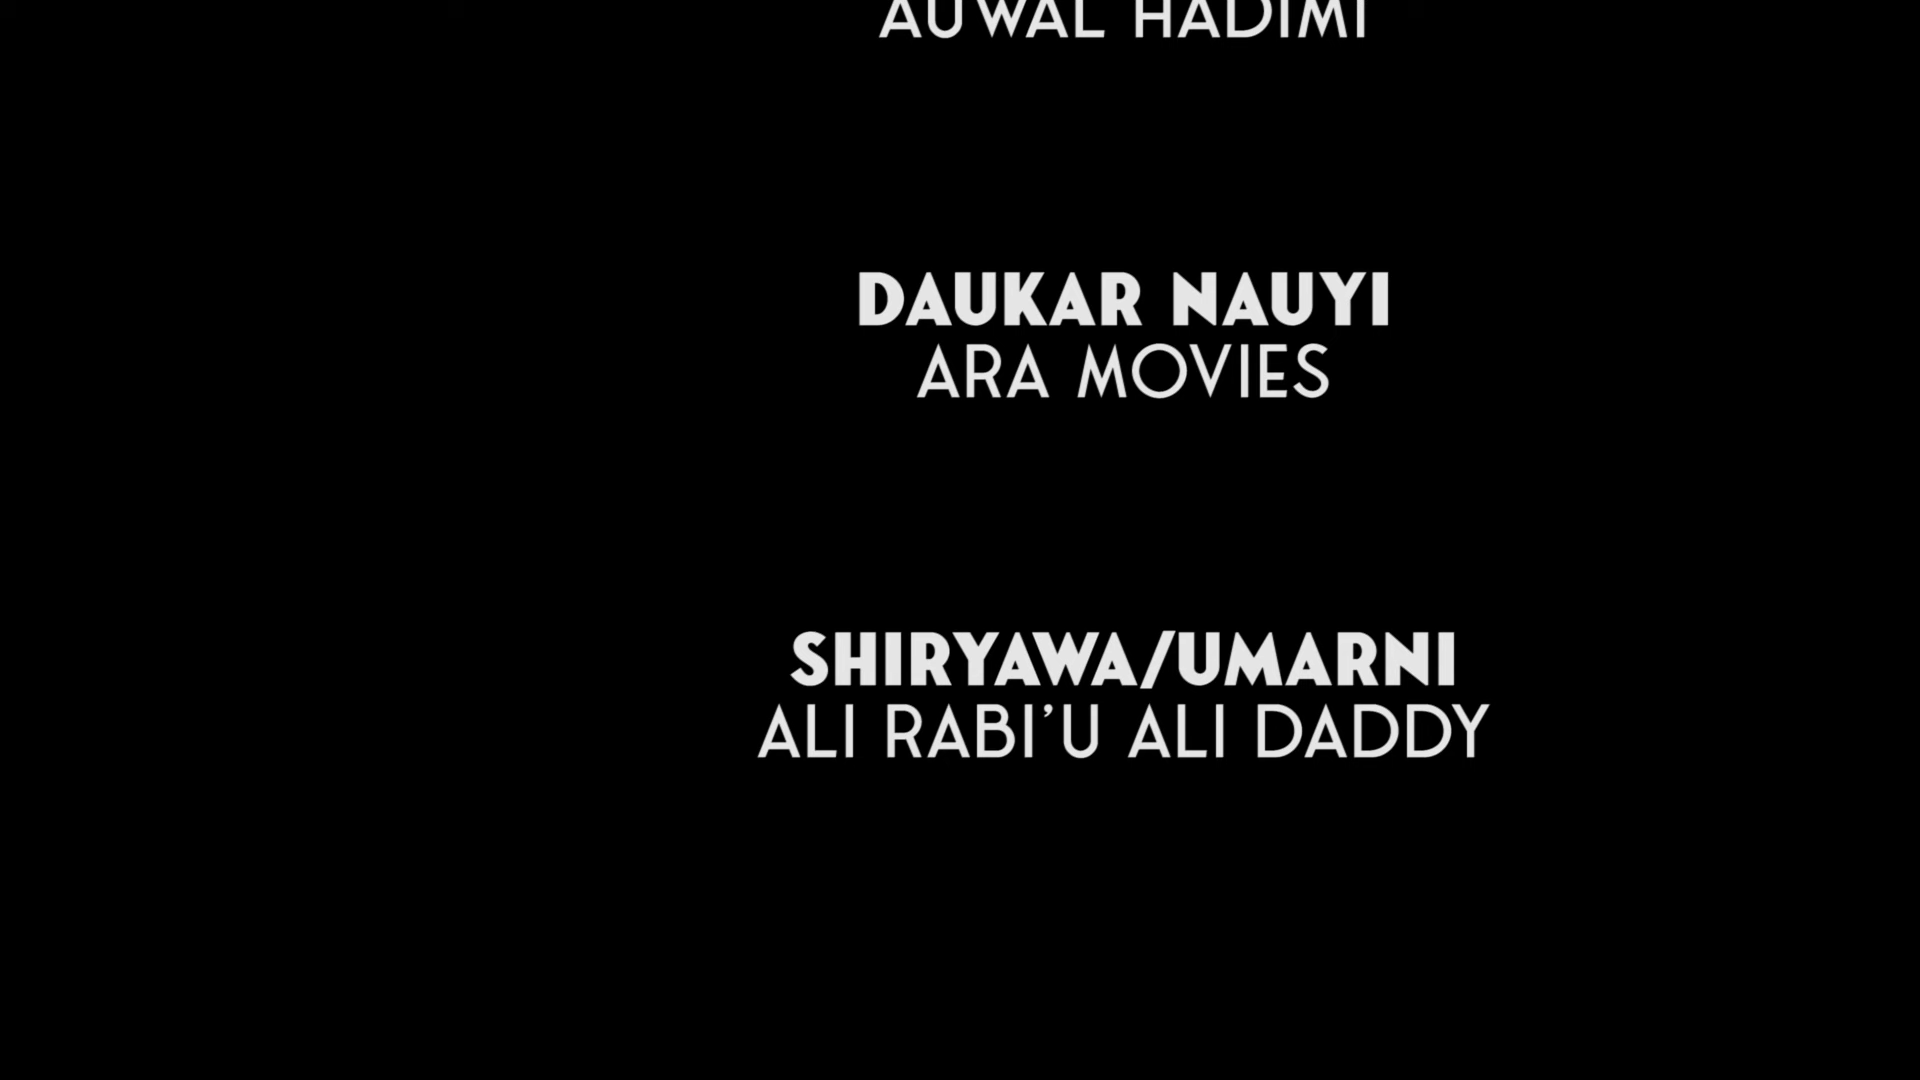 AUWAL HADIMI
DAUKAR NAUYI
ARA MOVIES
SHIRYAWA/UMARNI
ALI RABI’U ALI DADDY